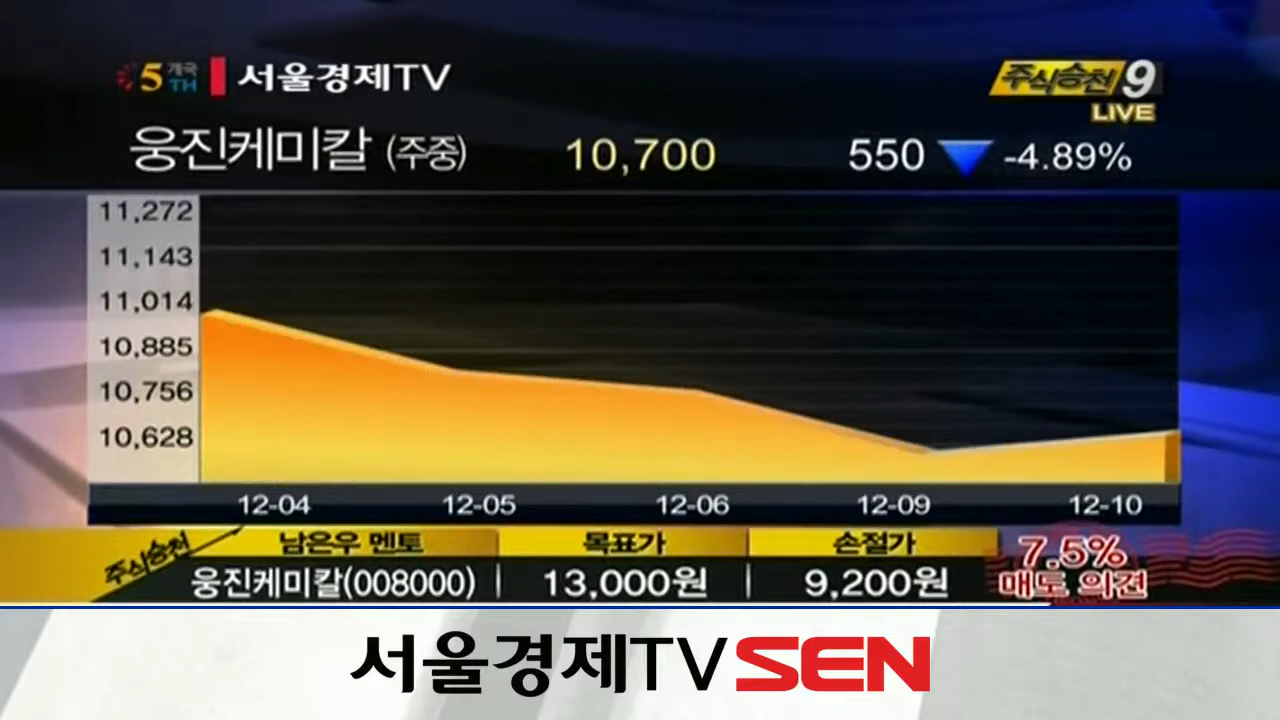 5 개국 TH 서울경제TV
주식승천 9
LIVE
웅진케미칼 (주중) 10,700 550 ▼ -4.89%
11,272
11,143
11,014
10,885
10,756
10,628
12-04 12-05 12-06 12-09 12-10
주식승천 남은우 멘토 목표가 손절가 7.5%
웅진케미칼(008000) 13,000원 9,200원 매도 의견
서울경제TV SEN